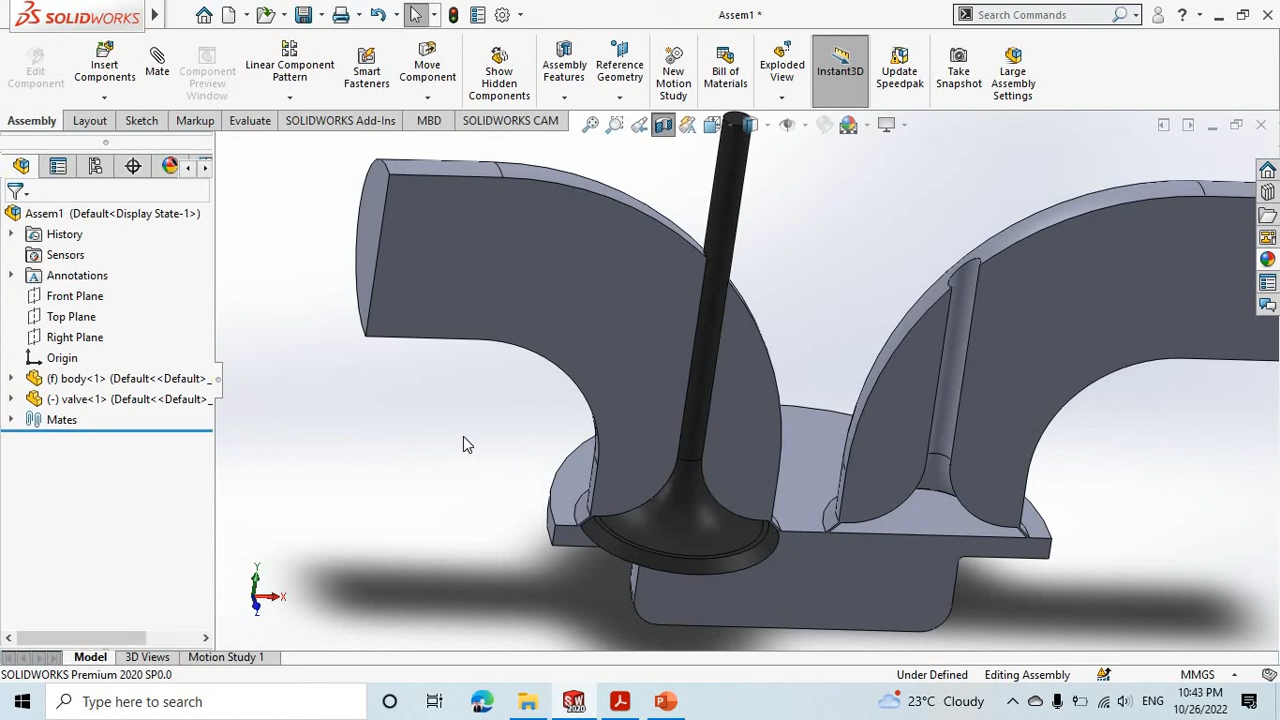 SOLIDWORKS
Assem1 *
Search Commands
?
Edit Component
Insert Components
Mate
Component Preview Window
Linear Component Pattern
Smart Fasteners
Move Component
Show Hidden Components
Assembly Features
Reference Geometry
New Motion Study
Bill of Materials
Exploded View
Instant3D
Update Speedpak
Take Snapshot
Large Assembly Settings
Assembly
Layout
Sketch
Markup
Evaluate
SOLIDWORKS Add-Ins
MBD
SOLIDWORKS CAM
Assem1 (Default<Display State-1>)
History
Sensors
Annotations
Front Plane
Top Plane
Right Plane
Origin
(f) body<1> (Default<<Default>_
(-) valve<1> (Default<<Default>_
Mates
Y
X
Z
Model
3D Views
Motion Study 1
SOLIDWORKS Premium 2020 SP0.0
Under Defined
Editing Assembly
MMGS
Type here to search
SW
2020
23°C Cloudy
ENG
10:43 PM
10/26/2022